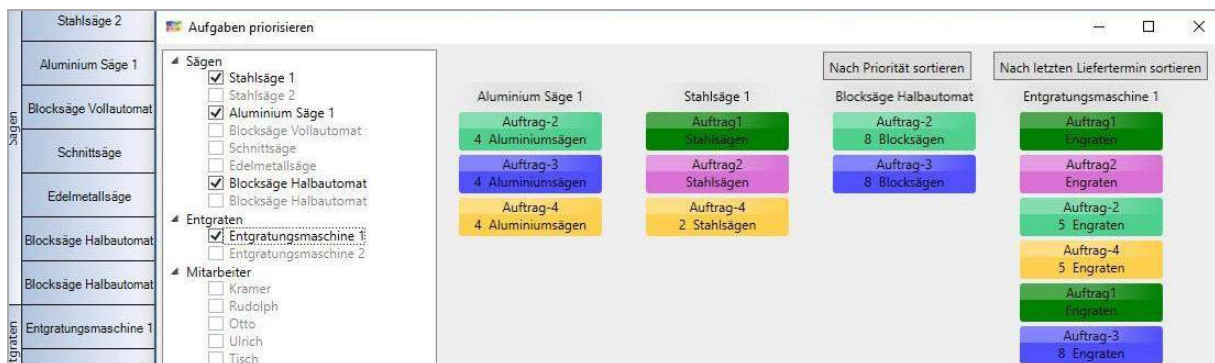 Stahlsäge 2
Aluminium Säge 1
Blocksäge Vollautomat
Schnittsäge
Edelmetallsäge
Blocksäge Halbautomat
Blocksäge Halbautomat
Entgratungsmaschine 1
Sägen
tgraten
Aufgaben priorisieren
Sägen
Stahlsäge 1
Stahlsäge 2
Aluminium Säge 1
Blocksäge Vollautomat
Schnittsäge
Edelmetallsäge
Blocksäge Halbautomat
Blocksäge Halbautomat
Entgraten
Entgratungsmaschine 1
Entgratungsmaschine 2
Mitarbeiter
Kramer
Rudolph
Otto
Ulrich
Tisch
Nach Priorität sortieren
Nach letzten Liefertermin sortieren
Aluminium Säge 1
Auftrag-2
4 Aluminiumsägen
Auftrag-3
4 Aluminiumsägen
Auftrag-4
4 Aluminiumsägen
Stahlsäge 1
Auftrag1
Stahlsägen
Auftrag2
Stahlsägen
Auftrag-4
2 Stahlsägen
Blocksäge Halbautomat
Auftrag-2
8 Blocksägen
Auftrag-3
8 Blocksägen
Entgratungsmaschine 1
Auftrag1
Engraten
Auftrag2
Engraten
Auftrag-2
5 Engraten
Auftrag-4
5 Engraten
Auftrag1
Engraten
Auftrag-3
8 Engraten